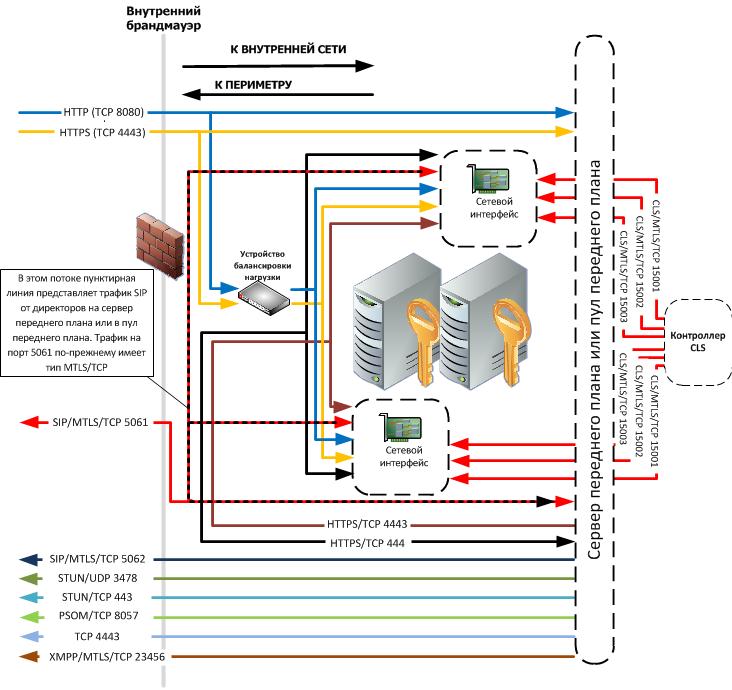 Внутренний
брандмауэр
К ВНУТРЕННЕЙ СЕТИ
К ПЕРИМЕТРУ
HTTP (TCP 8080)
HTTPS (TCP 4443)
Сетевой
интерфейс
Устройство
балансировки
нагрузки
В этом потоке пунктирная
линия представляет трафик SIP
от директоров на сервер
переднего плана или в пул
переднего плана. Трафик на
порт 5061 по-прежнему имеет
тип MTLS/TCP
Сервер переднего плана или пул переднего плана
CLS/MTLS/TCP 15001
CLS/MTLS/TCP 15002
CLS/MTLS/TCP 15003
Контроллер
CLS
CLS/MTLS/TCP 15003
CLS/MTLS/TCP 15002
CLS/MTLS/TCP 15001
SIP/MTLS/TCP 5061
Сетевой
интерфейс
HTTPS/TCP 4443
HTTPS/TCP 444
SIP/MTLS/TCP 5062
STUN/UDP 3478
STUN/TCP 443
PSOM/TCP 8057
TCP 4443
XMPP/MTLS/TCP 23456